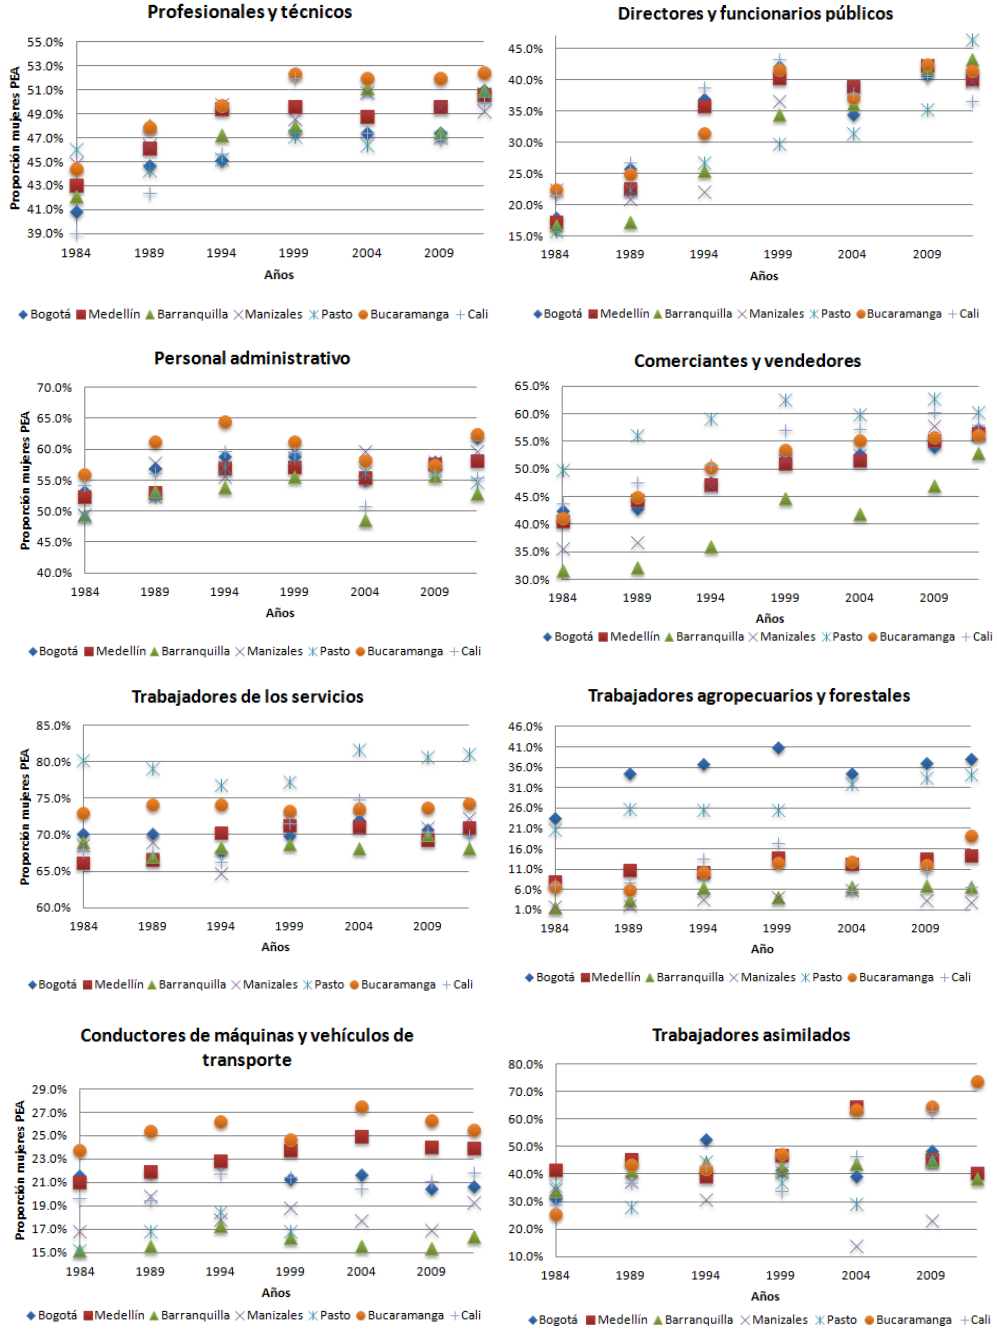 Profesionales y técnicos
Proporción mujeres PEA
55.0%
53.0%
51.0%
49.0%
47.0%
45.0%
43.0%
41.0%
39.0%
1984 1989 1994 1999 2004 2009
Años
Bogotá Medellín Barranquilla Manizales Pasto Bucaramanga Cali
Directores y funcionarios públicos
45.0%
40.0%
35.0%
30.0%
25.0%
20.0%
15.0%
1984 1989 1994 1999 2004 2009
Años
Bogotá Medellín Barranquilla Manizales Pasto Bucaramanga Cali
Personal administrativo
Proporción mujeres PEA
70.0%
65.0%
60.0%
55.0%
50.0%
45.0%
40.0%
1984 1989 1994 1999 2004 2009
Años
Bogotá Medellín Barranquilla Manizales Pasto Bucaramanga Cali
Comerciantes y vendedores
65.0%
60.0%
55.0%
50.0%
45.0%
40.0%
35.0%
30.0%
1984 1989 1994 1999 2004 2009
Años
Bogotá Medellín Barranquilla Manizales Pasto Bucaramanga Cali
Trabajadores de los servicios
Proporción mujeres PEA
85.0%
80.0%
75.0%
70.0%
65.0%
60.0%
1984 1989 1994 1999 2004 2009
Años
Bogotá Medellín Barranquilla Manizales Pasto Bucaramanga Cali
Trabajadores agropecuarios y forestales
46.0%
41.0%
36.0%
31.0%
26.0%
21.0%
16.0%
11.0%
6.0%
1.0%
1984 1989 1994 1999 2004 2009
Año
Bogotá Medellín Barranquilla Manizales Pasto Bucaramanga Cali
Conductores de máquinas y vehículos de
transporte
Proporción mujeres PEA
29.0%
27.0%
25.0%
23.0%
21.0%
19.0%
17.0%
15.0%
1984 1989 1994 1999 2004 2009
Años
Bogotá Medellín Barranquilla Manizales Pasto Bucaramanga Cali
Trabajadores asimilados
80.0%
70.0%
60.0%
50.0%
40.0%
30.0%
20.0%
10.0%
1984 1989 1994 1999 2004 2009
Años
Bogotá Medellín Barranquilla Manizales Pasto Bucaramanga Cali